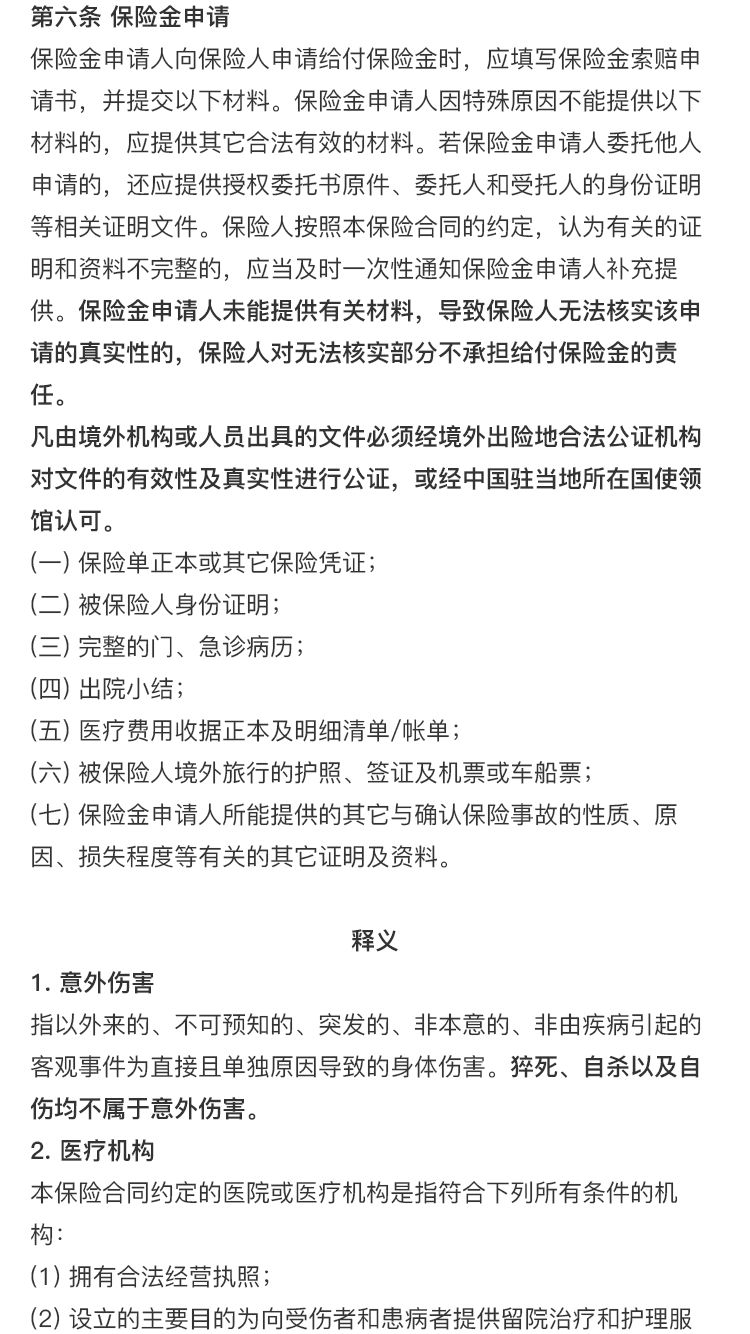 第六条 保险金申请
保险金申请人向保险人申请给付保险金时，应填写保险金索赔申
请书，并提交以下材料。保险金申请人因特殊原因不能提供以下
材料的，应提供其它合法有效的材料。若保险金申请人委托他人
申请的，还应提供授权委托书原件、委托人和受托人的身份证明
等相关证明文件。保险人按照本保险合同的约定，认为有关的证
明和资料不完整的，应当及时一次性通知保险金申请人补充提
供。保险金申请人未能提供有关材料，导致保险人无法核实该申
请的真实性的，保险人对无法核实部分不承担给付保险金的责
任。
凡由境外机构或人员出具的文件必须经境外出险地合法公证机构
对文件的有效性及真实性进行公证，或经中国驻当地所在国使领
馆认可。
(一) 保险单正本或其它保险凭证；
(二) 被保险人身份证明；
(三) 完整的门、急诊病历；
(四) 出院小结；
(五) 医疗费用收据正本及明细清单/帐单；
(六) 被保险人境外旅行的护照、签证及机票或车船票；
(七) 保险金申请人所能提供的其它与确认保险事故的性质、原
因、损失程度等有关的其它证明及资料。
释义
1. 意外伤害
指以外来的、不可预知的、突发的、非本意的、非由疾病引起的
客观事件为直接且单独原因导致的身体伤害。猝死、自杀以及自
伤均不属于意外伤害。
2. 医疗机构
本保险合同约定的医院或医疗机构是指符合下列所有条件的机
构：
(1) 拥有合法经营执照；
(2) 设立的主要目的为向受伤者和患病者提供留院治疗和护理服